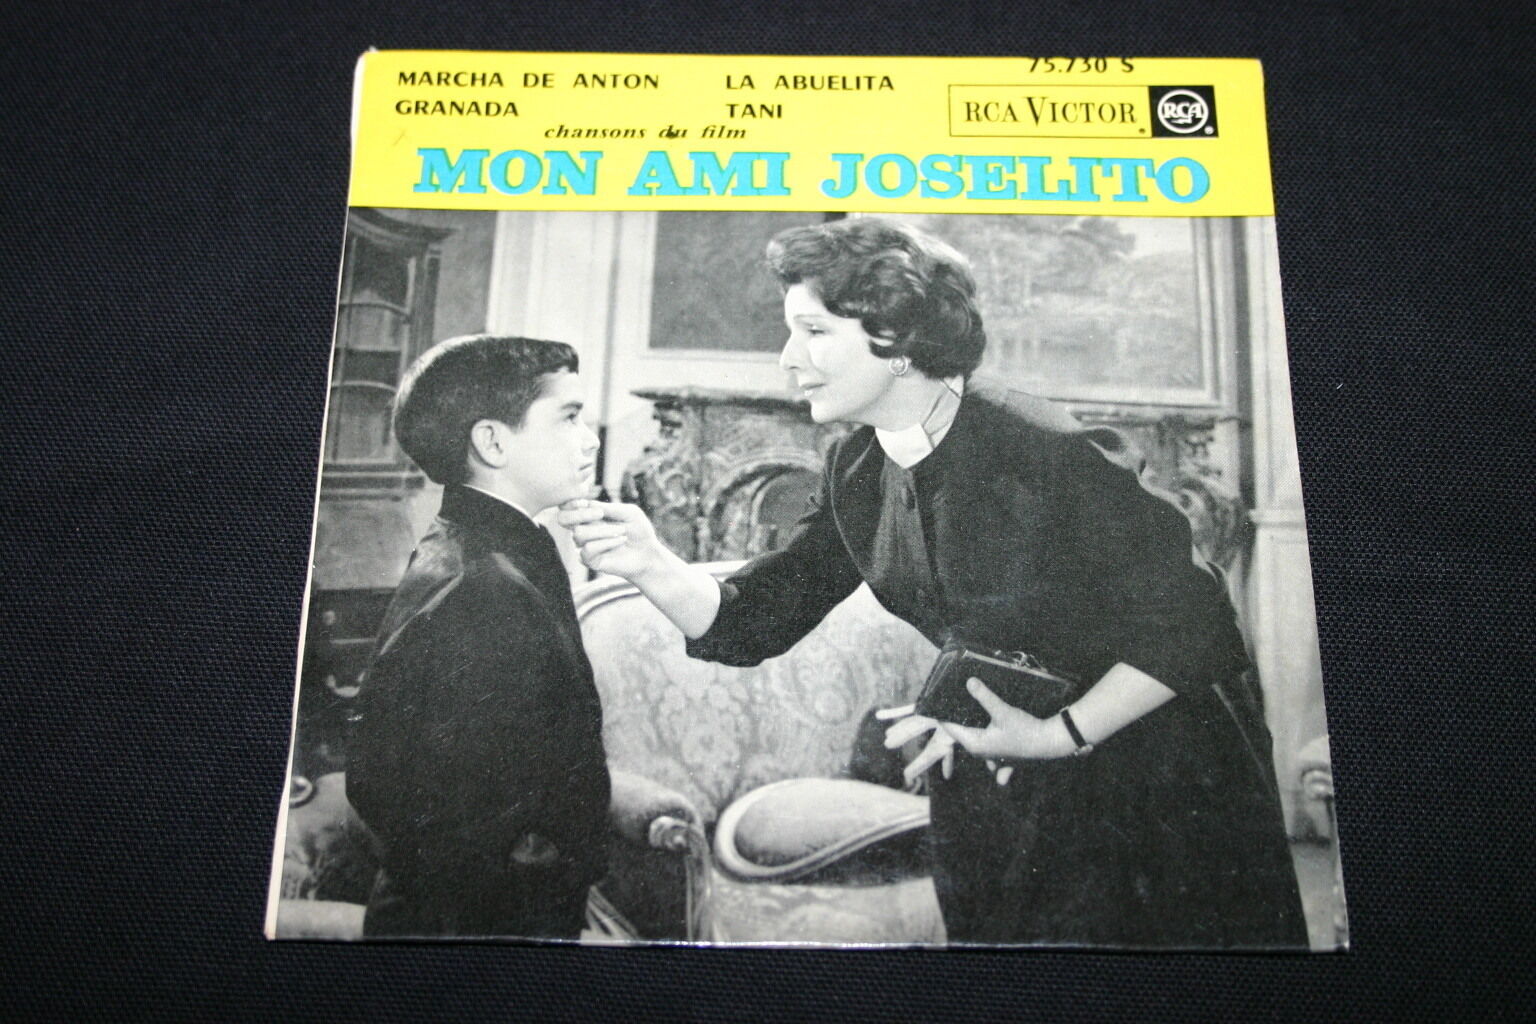 75.730 S
MARCHA DE ANTON LA ABUELITA
GRANADA TANI
RCA VICTOR RCA
chansons du film
MON AMI JOSELITO